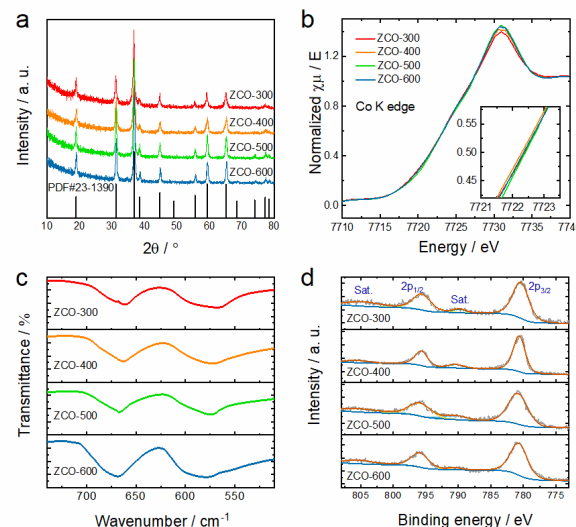 a
Intensity / a. u.
ZCO-300
ZCO-400
ZCO-500
ZCO-600
PDF#23-1390
10 20 30 40 50 60 70 80
2θ / °
b
Normalized χμ / E
ZCO-300
ZCO-400
ZCO-500
ZCO-600
Co K edge
1.2
0.8
0.4
0.0
0.55
0.50
0.45
7721 7722 7723
7710 7715 7720 7725 7730 7735 774
Energy / eV
c
Transmittance / %
ZCO-300
ZCO-400
ZCO-500
ZCO-600
700 650 600 550
Wavenumber / cm⁻¹
d
Intensity / a. u.
Sat. 2p1/2 Sat. 2p3/2
ZCO-300
ZCO-400
ZCO-500
ZCO-600
805 795 785 775
Binding energy / eV